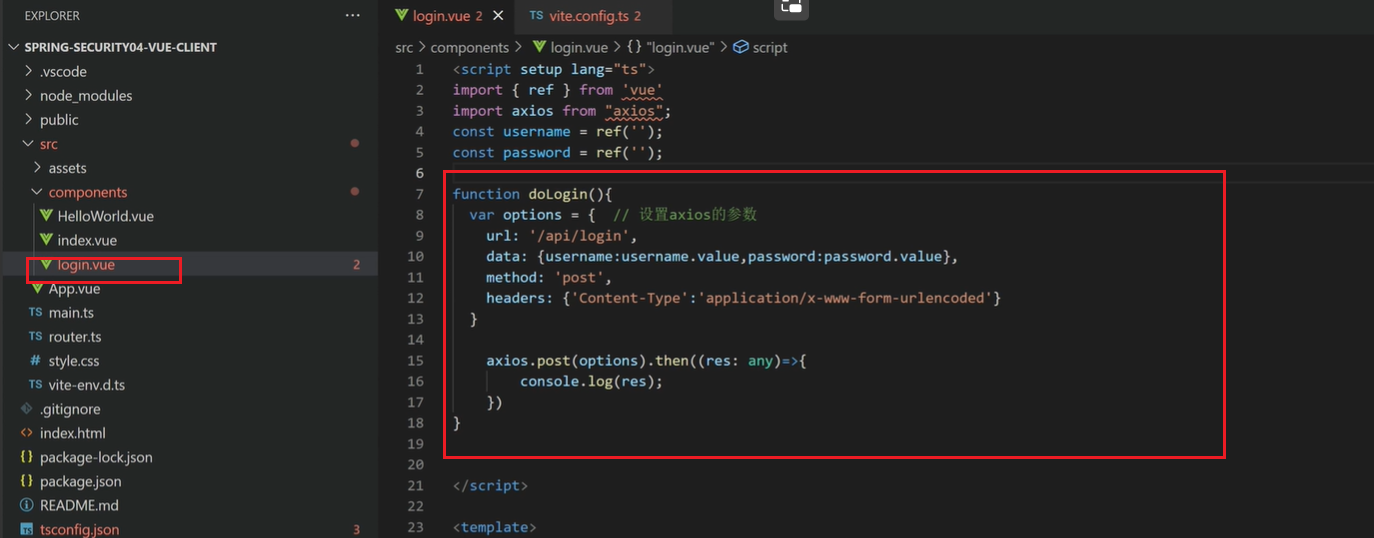 EXPLORER
SPRING-SECURITY04-VUE-CLIENT
.vscode
node_modules
public
src
assets
components
HelloWorld.vue
index.vue
login.vue 2
App.vue
TS main.ts
TS router.ts
# style.css
TS vite-env.d.ts
.gitignore
<> index.html
{} package-lock.json
{} package.json
README.md
TS tsconfig.json 3
login.vue 2 TS vite.config.ts 2
src > components > login.vue > {} "login.vue" > script
1 <script setup lang="ts">
2 import { ref } from 'vue'
3 import axios from "axios";
4 const username = ref('');
5 const password = ref('');
6
7 function doLogin(){
8 var options = { // 设置axios的参数
9 url: '/api/login',
10 data: {username:username.value,password:password.value},
11 method: 'post',
12 headers: {'Content-Type':'application/x-www-form-urlencoded'}
13 }
14
15 axios.post(options).then((res: any)=>{
16 console.log(res);
17 })
18 }
19
20
21 </script>
22
23 <template>